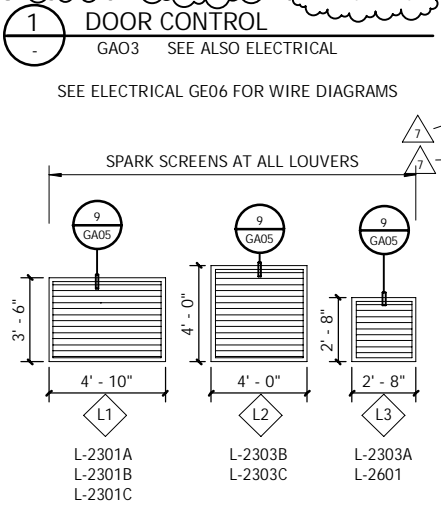 1
DOOR CONTROL
-
GAO3 SEE ALSO ELECTRICAL
SEE ELECTRICAL GE06 FOR WIRE DIAGRAMS
7
7
SPARK SCREENS AT ALL LOUVERS
9
GA05
9
GA05
9
GA05
3' - 6"
4' - 0"
2' - 8"
4' - 10"
4' - 0"
2' - 8"
L1
L2
L3
L-2301A
L-2301B
L-2301C
L-2303B
L-2303C
L-2303A
L-2601